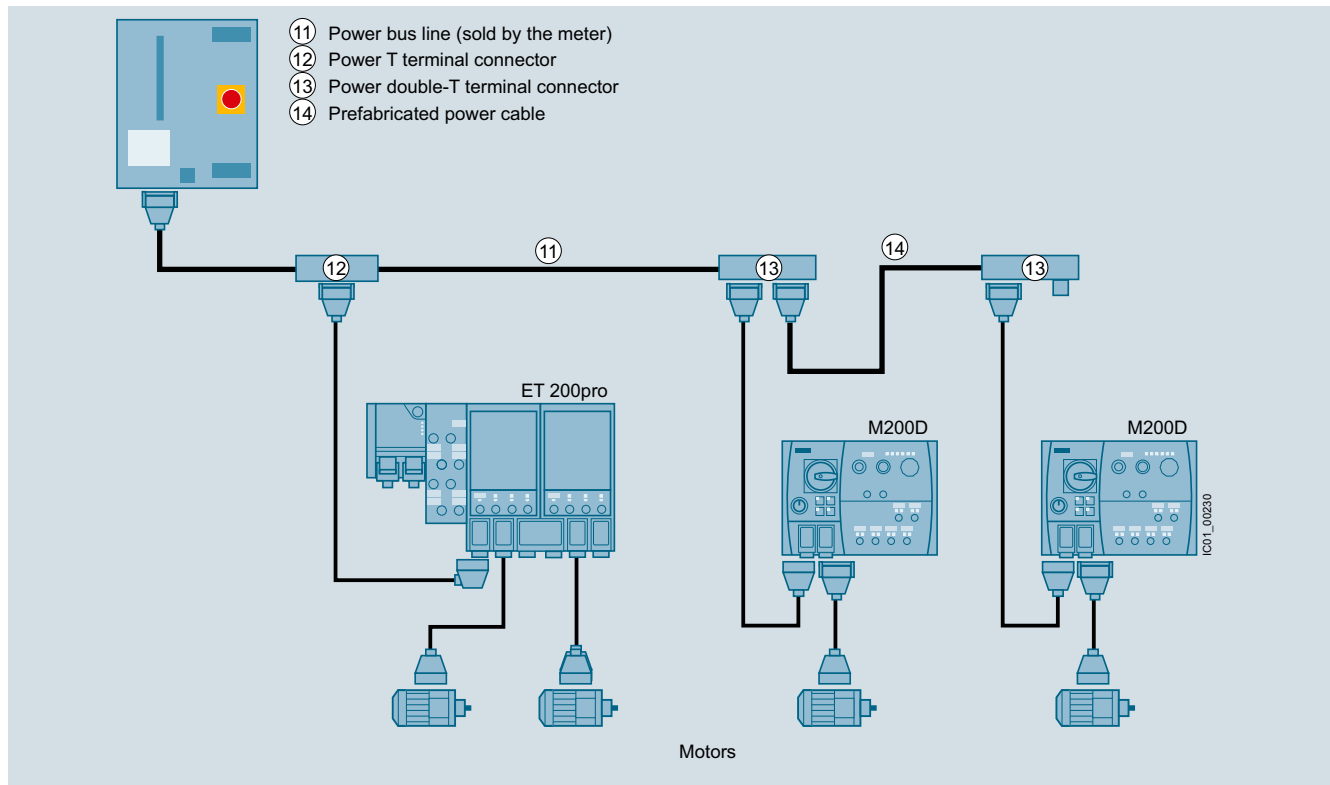 11 Power bus line (sold by the meter)
12 Power T terminal connector
13 Power double-T terminal connector
14 Prefabricated power cable
11
14
12
13
13
ET 200pro
M200D
M200D
IC01_00230
Motors